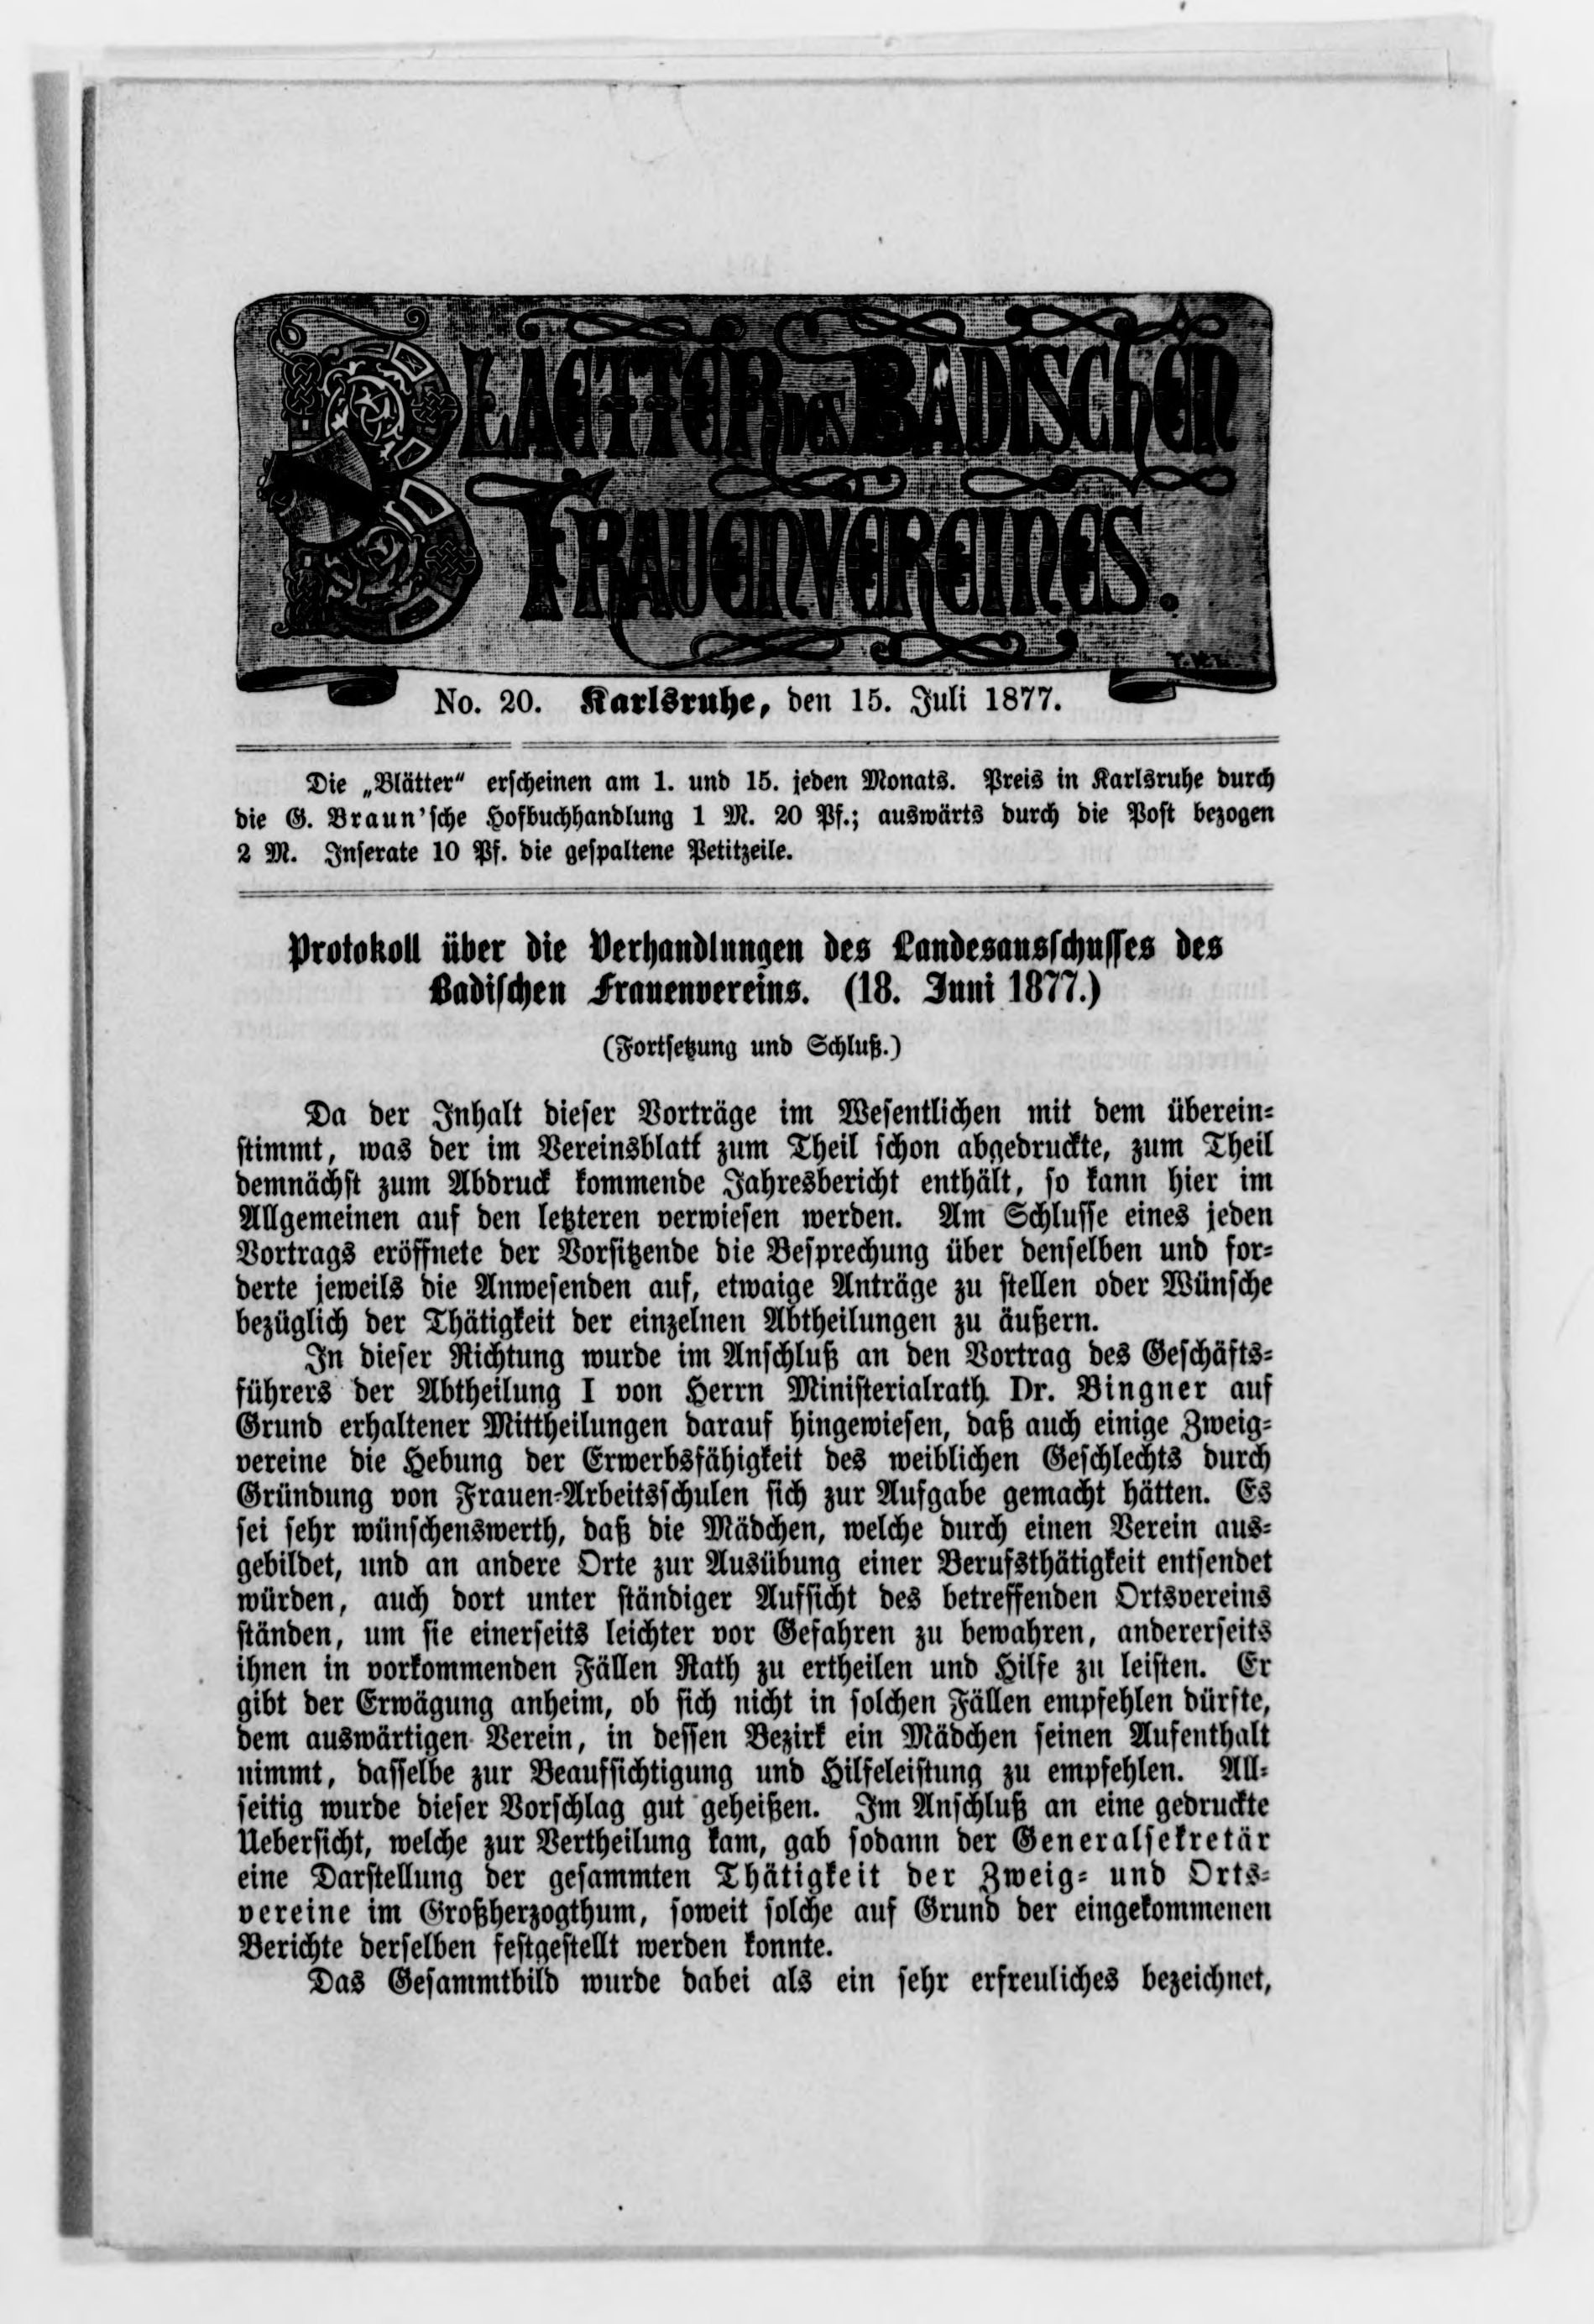 BLAETTER DES BADISCHEN
FRAUENVEREINES.
No. 20. Karlsruhe, den 15. Juli 1877.
Die „Blätter“ erscheinen am 1. und 15. jeden Monats. Preis in Karlsruhe durch
die G. Braun'sche Hofbuchhandlung 1 M. 20 Pf.; auswärts durch die Post bezogen
2 M. Inserate 10 Pf. die gespaltene Petitzeile.
Protokoll über die Verhandlungen des Landesausschusses des
Badischen Frauenvereins. (18. Juni 1877.)
(Fortsetzung und Schluß.)
Da der Inhalt dieser Vorträge im Wesentlichen mit dem überein-
stimmt, was der im Vereinsblatt zum Theil schon abgedruckte, zum Theil
demnächst zum Abdruck kommende Jahresbericht enthält, so kann hier im
Allgemeinen auf den letzteren verwiesen werden. Am Schlusse eines jeden
Vortrags eröffnete der Vorsitzende die Besprechung über denselben und for-
derte jeweils die Anwesenden auf, etwaige Anträge zu stellen oder Wünsche
bezüglich der Thätigkeit der einzelnen Abtheilungen zu äußern.
In dieser Richtung wurde im Anschluß an den Vortrag des Geschäfts-
führers der Abtheilung I von Herrn Ministerialrath Dr. Bingner auf
Grund erhaltener Mittheilungen darauf hingewiesen, daß auch einige Zweig-
vereine die Hebung der Erwerbsfähigkeit des weiblichen Geschlechts durch
Gründung von Frauen-Arbeitsschulen sich zur Aufgabe gemacht hätten. Es
sei sehr wünschenswerth, daß die Mädchen, welche durch einen Verein aus-
gebildet, und an andere Orte zur Ausübung einer Berufsthätigkeit entsendet
würden, auch dort unter ständiger Aufsicht des betreffenden Ortsvereins
ständen, um sie einerseits leichter vor Gefahren zu bewahren, andererseits
ihnen in vorkommenden Fällen Rath zu ertheilen und Hilfe zu leisten. Er
gibt der Erwägung anheim, ob sich nicht in solchen Fällen empfehlen dürfte,
dem auswärtigen Verein, in dessen Bezirk ein Mädchen seinen Aufenthalt
nimmt, dasselbe zur Beaufsichtigung und Hilfeleistung zu empfehlen. All-
seitig wurde dieser Vorschlag gut geheißen. Im Anschluß an eine gedruckte
Uebersicht, welche zur Vertheilung kam, gab sodann der Generalsekretär
eine Darstellung der gesammten Thätigkeit der Zweig- und Orts-
vereine im Großherzogthum, soweit solche auf Grund der eingekommenen
Berichte derselben festgestellt werden konnte.
Das Gesammtbild wurde dabei als ein sehr erfreuliches bezeichnet,